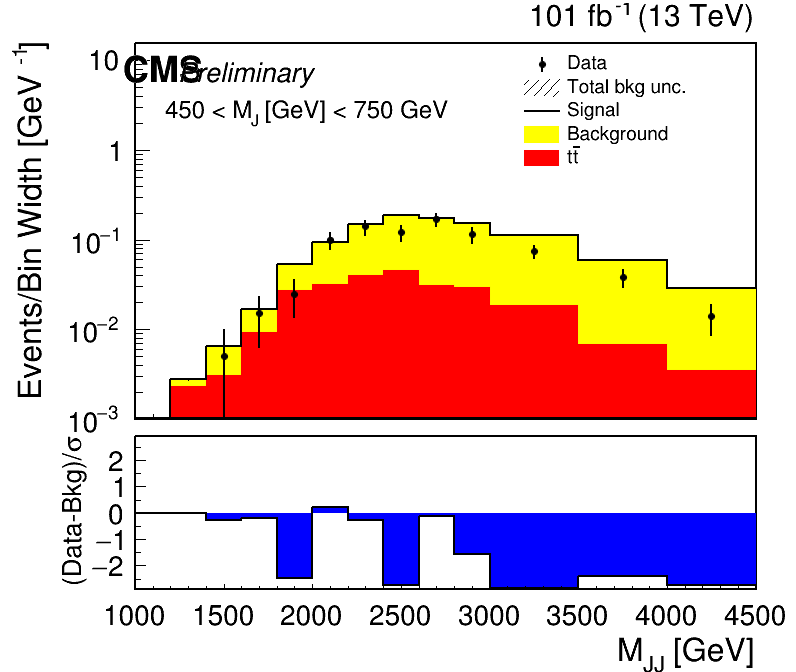 101 fb⁻¹ (13 TeV)
CMS Preliminary
450 < M_J [GeV] < 750 GeV
Data
Total bkg unc.
Signal
Background
tt̄
Events/Bin Width [GeV⁻¹]
10
1
10⁻¹
10⁻²
10⁻³
(Data-Bkg)/σ
2
1
0
−1
−2
1000 1500 2000 2500 3000 3500 4000 4500
M_JJ [GeV]